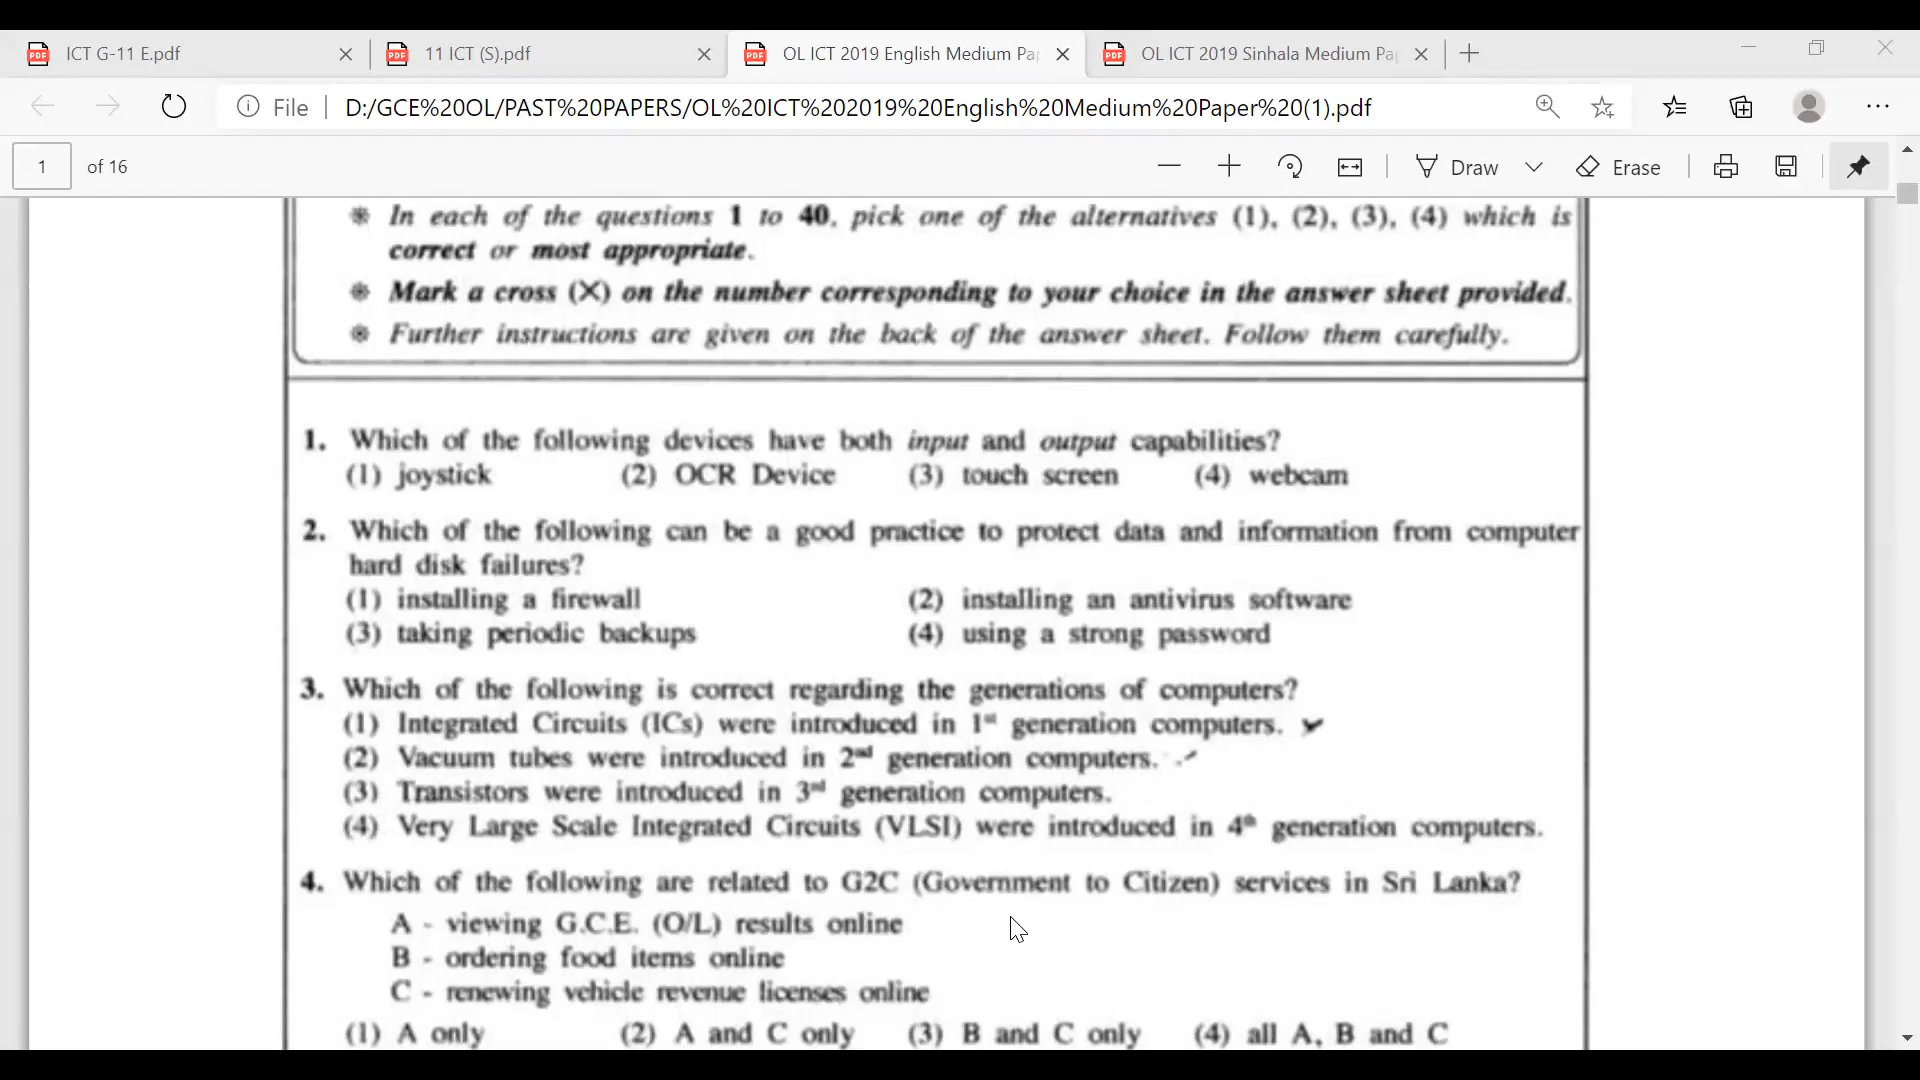 ICT G-11 E.pdf
11 ICT (S).pdf
OL ICT 2019 English Medium Pa
OL ICT 2019 Sinhala Medium Pa
File
D:/GCE%20OL/PAST%20PAPERS/OL%20ICT%202019%20English%20Medium%20Paper%20(1).pdf
1 of 16
Draw
Erase
* In each of the questions 1 to 40, pick one of the alternatives (1), (2), (3), (4) which is
correct or most appropriate.
* Mark a cross (X) on the number corresponding to your choice in the answer sheet provided.
* Further instructions are given on the back of the answer sheet. Follow them carefully.
1. Which of the following devices have both input and output capabilities?
(1) joystick (2) OCR Device (3) touch screen (4) webcam
2. Which of the following can be a good practice to protect data and information from computer
hard disk failures?
(1) installing a firewall (2) installing an antivirus software
(3) taking periodic backups (4) using a strong password
3. Which of the following is correct regarding the generations of computers?
(1) Integrated Circuits (ICs) were introduced in 1st generation computers.
(2) Vacuum tubes were introduced in 2nd generation computers.
(3) Transistors were introduced in 3rd generation computers.
(4) Very Large Scale Integrated Circuits (VLSI) were introduced in 4th generation computers.
4. Which of the following are related to G2C (Government to Citizen) services in Sri Lanka?
A - viewing G.C.E. (O/L) results online
B - ordering food items online
C - renewing vehicle revenue licenses online
(1) A only (2) A and C only (3) B and C only (4) all A, B and C